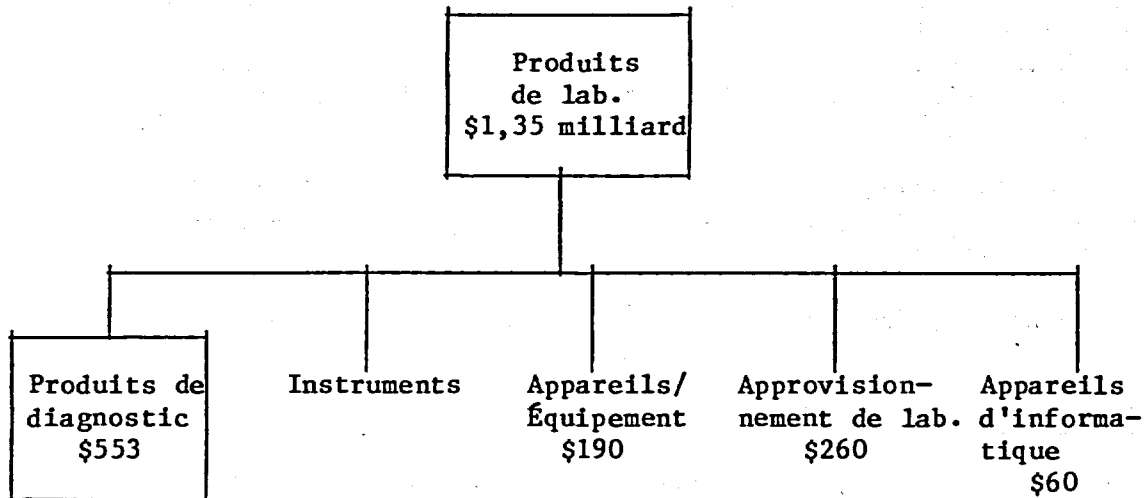 Produits
de lab.
$1,35 milliard
Produits de
diagnostic
$553
Instruments
Appareils/
Équipement
$190
Approvision-
nement de lab.
$260
Appareils
d'informa-
tique
$60